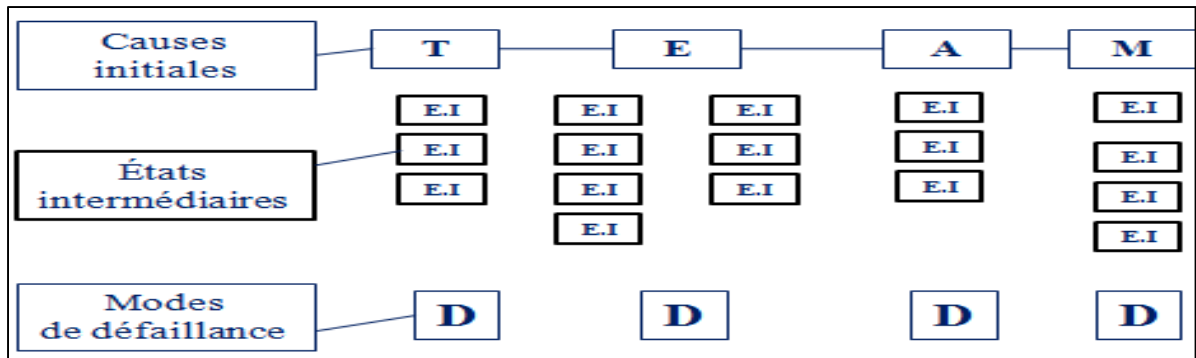 Causes
initiales
T E A M
E.I E.I E.I E.I E.I
États
intermédiaires
E.I E.I E.I E.I E.I
E.I E.I E.I E.I E.I
E.I E.I
Modes
de défaillance
D D D D